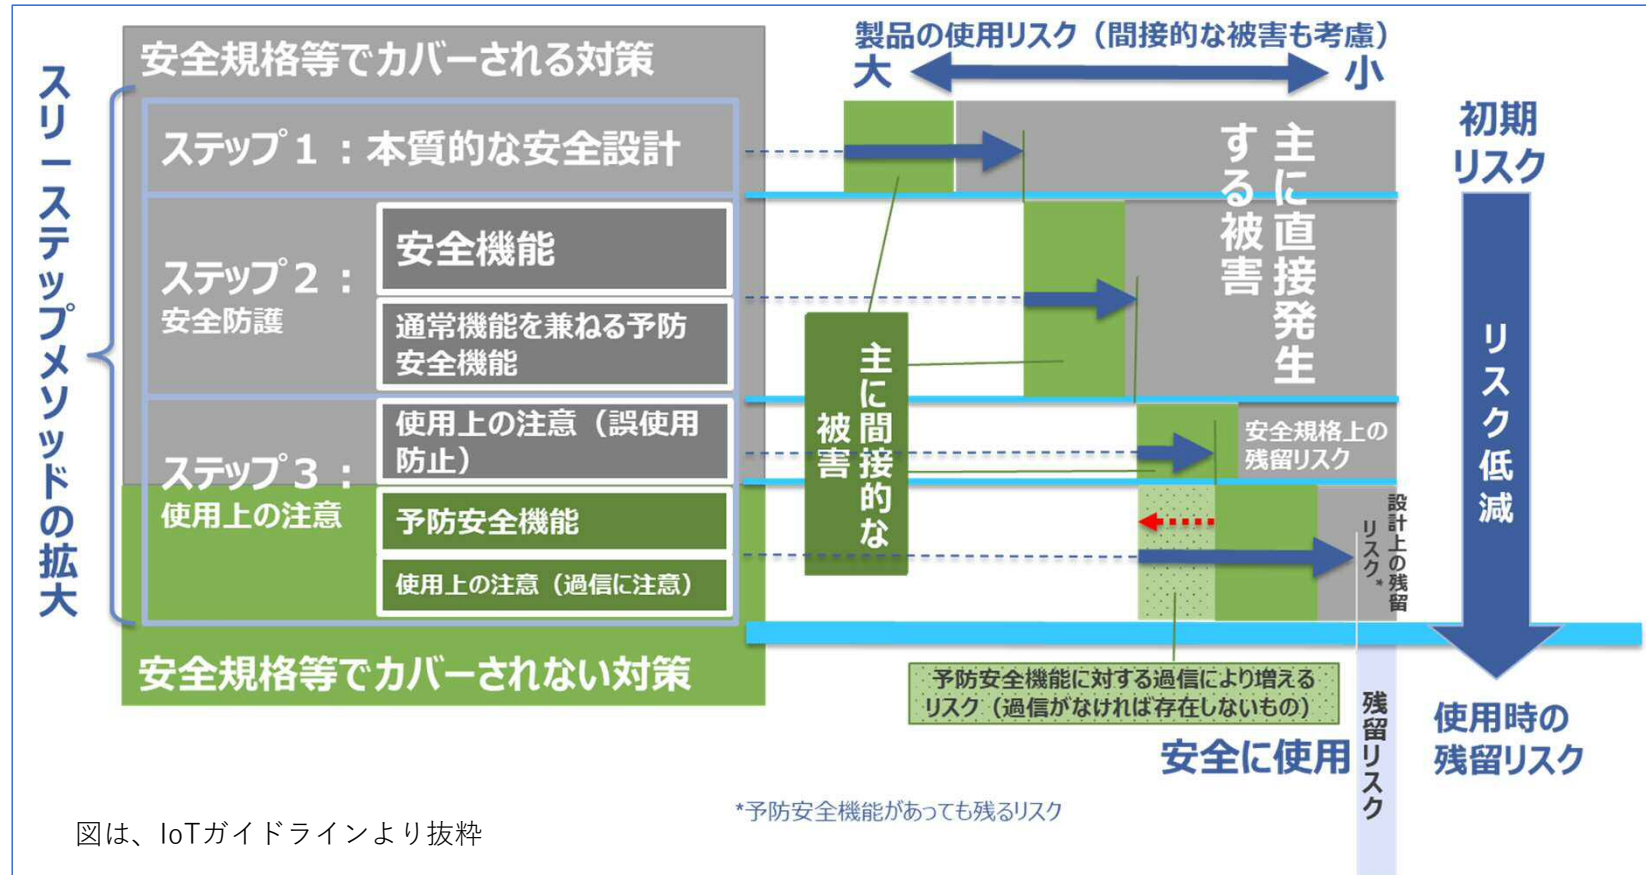 スリーステップメソッドの拡大
安全規格等でカバーされる対策
ステップ1：本質的な安全設計
ステップ2：
安全防護
安全機能
通常機能を兼ねる予防
安全機能
ステップ3：
使用上の注意
使用上の注意（誤使用
防止）
予防安全機能
使用上の注意（過信に注意）
安全規格等でカバーされない対策
製品の使用リスク（間接的な被害も考慮）
大
小
主に直接発生
する被害
主に間接的な
被害
安全規格上の
残留リスク
設計上の残留
リスク*
予防安全機能に対する過信により増える
リスク（過信がなければ存在しないもの）
安全に使用
残留リスク
初期
リスク
リスク低減
使用時の
残留リスク
*予防安全機能があっても残るリスク
図は、IoTガイドラインより抜粋